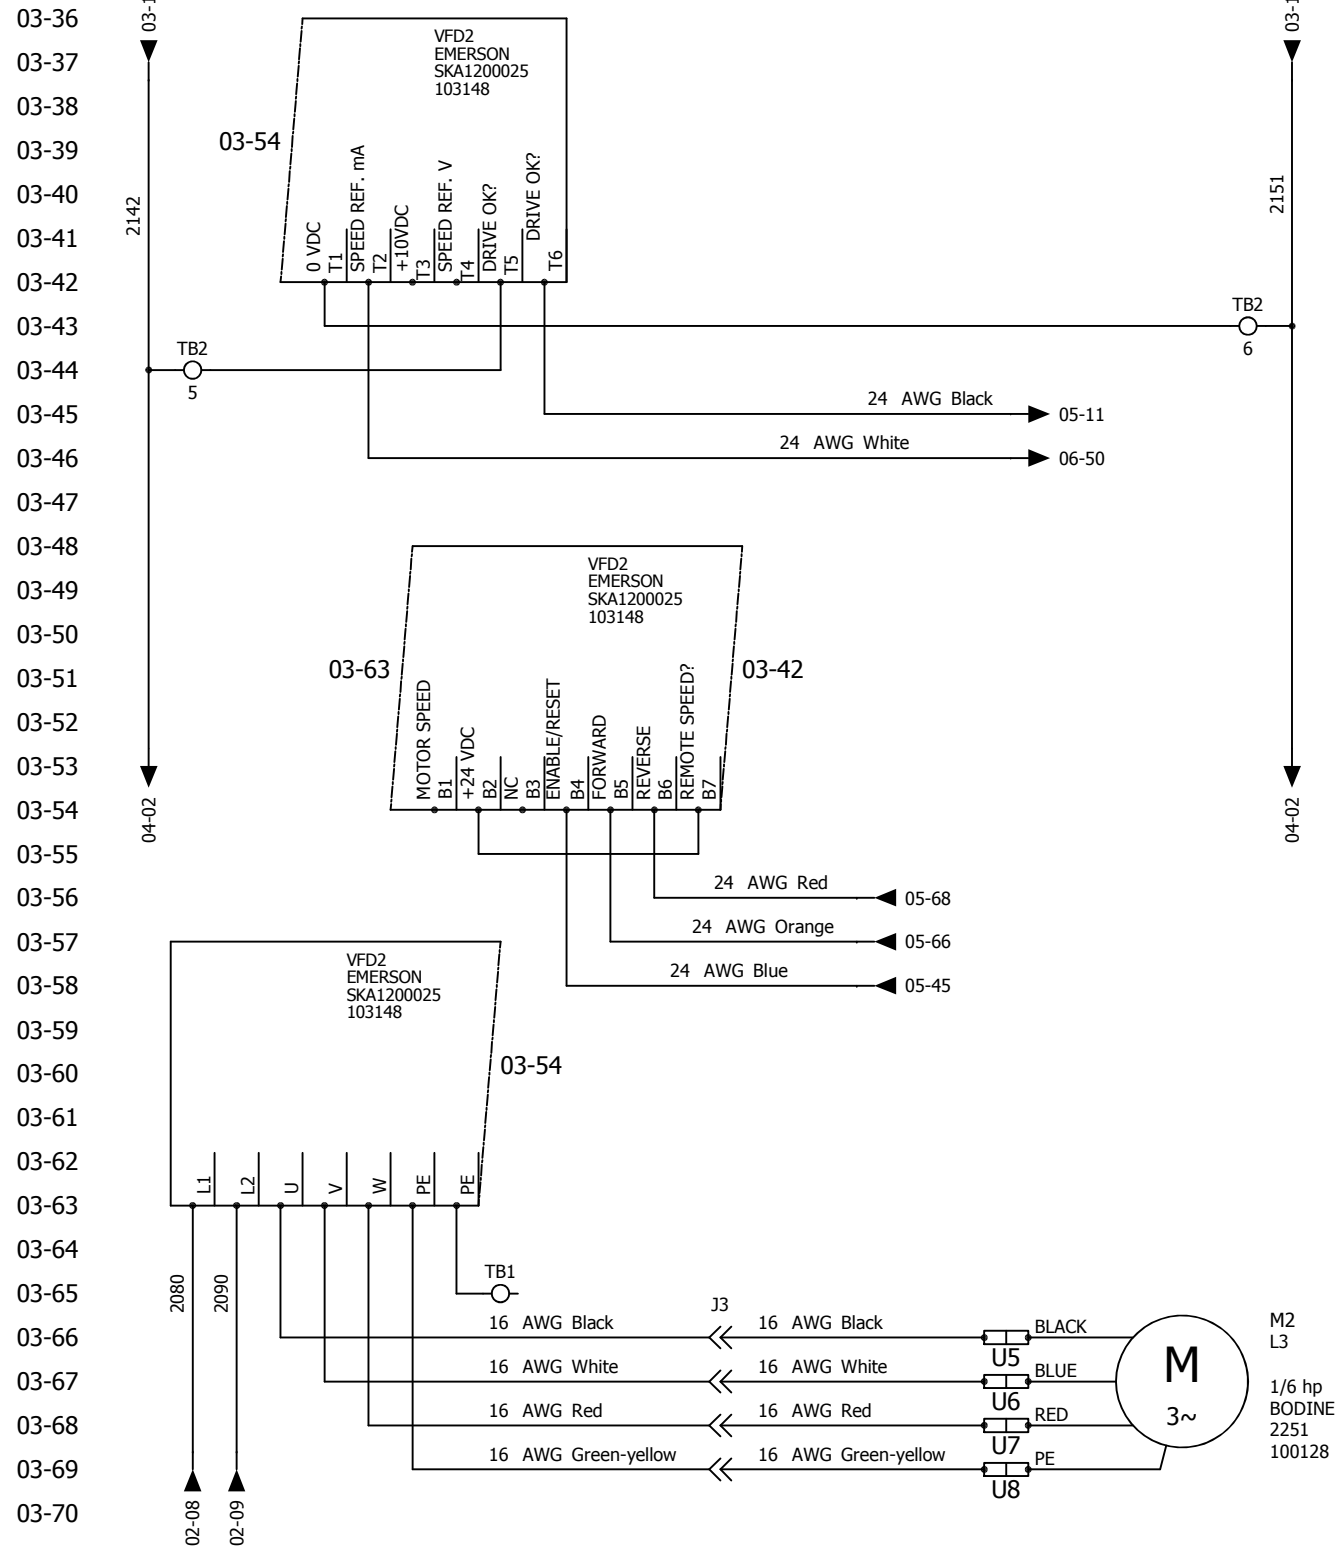 03-36
03-37
03-38
03-39
03-40
03-41
03-42
03-43
03-44
03-45
03-46
03-47
03-48
03-49
03-50
03-51
03-52
03-53
03-54
03-55
03-56
03-57
03-58
03-59
03-60
03-61
03-62
03-63
03-64
03-65
03-66
03-67
03-68
03-69
03-70
2142
04-02
2151
04-02
VFD2
EMERSON
SKA1200025
103148
03-54
0 VDC
T1
SPEED REF. mA
T2
+10VDC
T3
SPEED REF. V
T4
DRIVE OK?
T5
DRIVE OK?
T6
TB2
6
TB2
5
24 AWG Black
05-11
24 AWG White
06-50
VFD2
EMERSON
SKA1200025
103148
03-63
03-42
MOTOR SPEED
B1
+24 VDC
B2
NC
B3
ENABLE/RESET
B4
FORWARD
B5
REVERSE
B6
REMOTE SPEED?
B7
24 AWG Red
05-68
24 AWG Orange
05-66
24 AWG Blue
05-45
VFD2
EMERSON
SKA1200025
103148
03-54
L1
L2
U
V
W
PE
PE
2080
2090
02-08
02-09
TB1
J3
16 AWG Black
16 AWG Black
BLACK
U5
16 AWG White
16 AWG White
BLUE
U6
16 AWG Red
16 AWG Red
RED
U7
16 AWG Green-yellow
16 AWG Green-yellow
PE
U8
M
3~
M2
L3
1/6 hp
BODINE
2251
100128